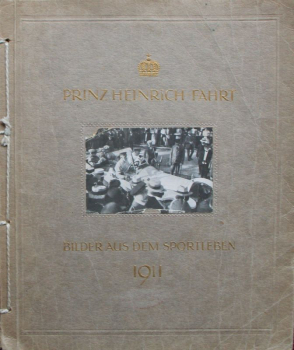 PRINZ-HEINRICH FAHRT
BILDER AUS DEM SPORTLEBEN
1911